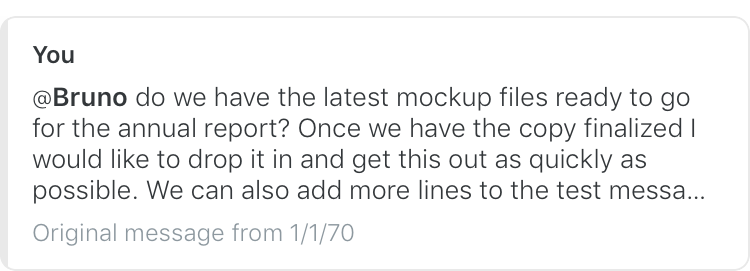 You
@Bruno do we have the latest mockup files ready to go
for the annual report? Once we have the copy finalized I
would like to drop it in and get this out as quickly as
possible. We can also add more lines to the test messa...
Original message from 1/1/70